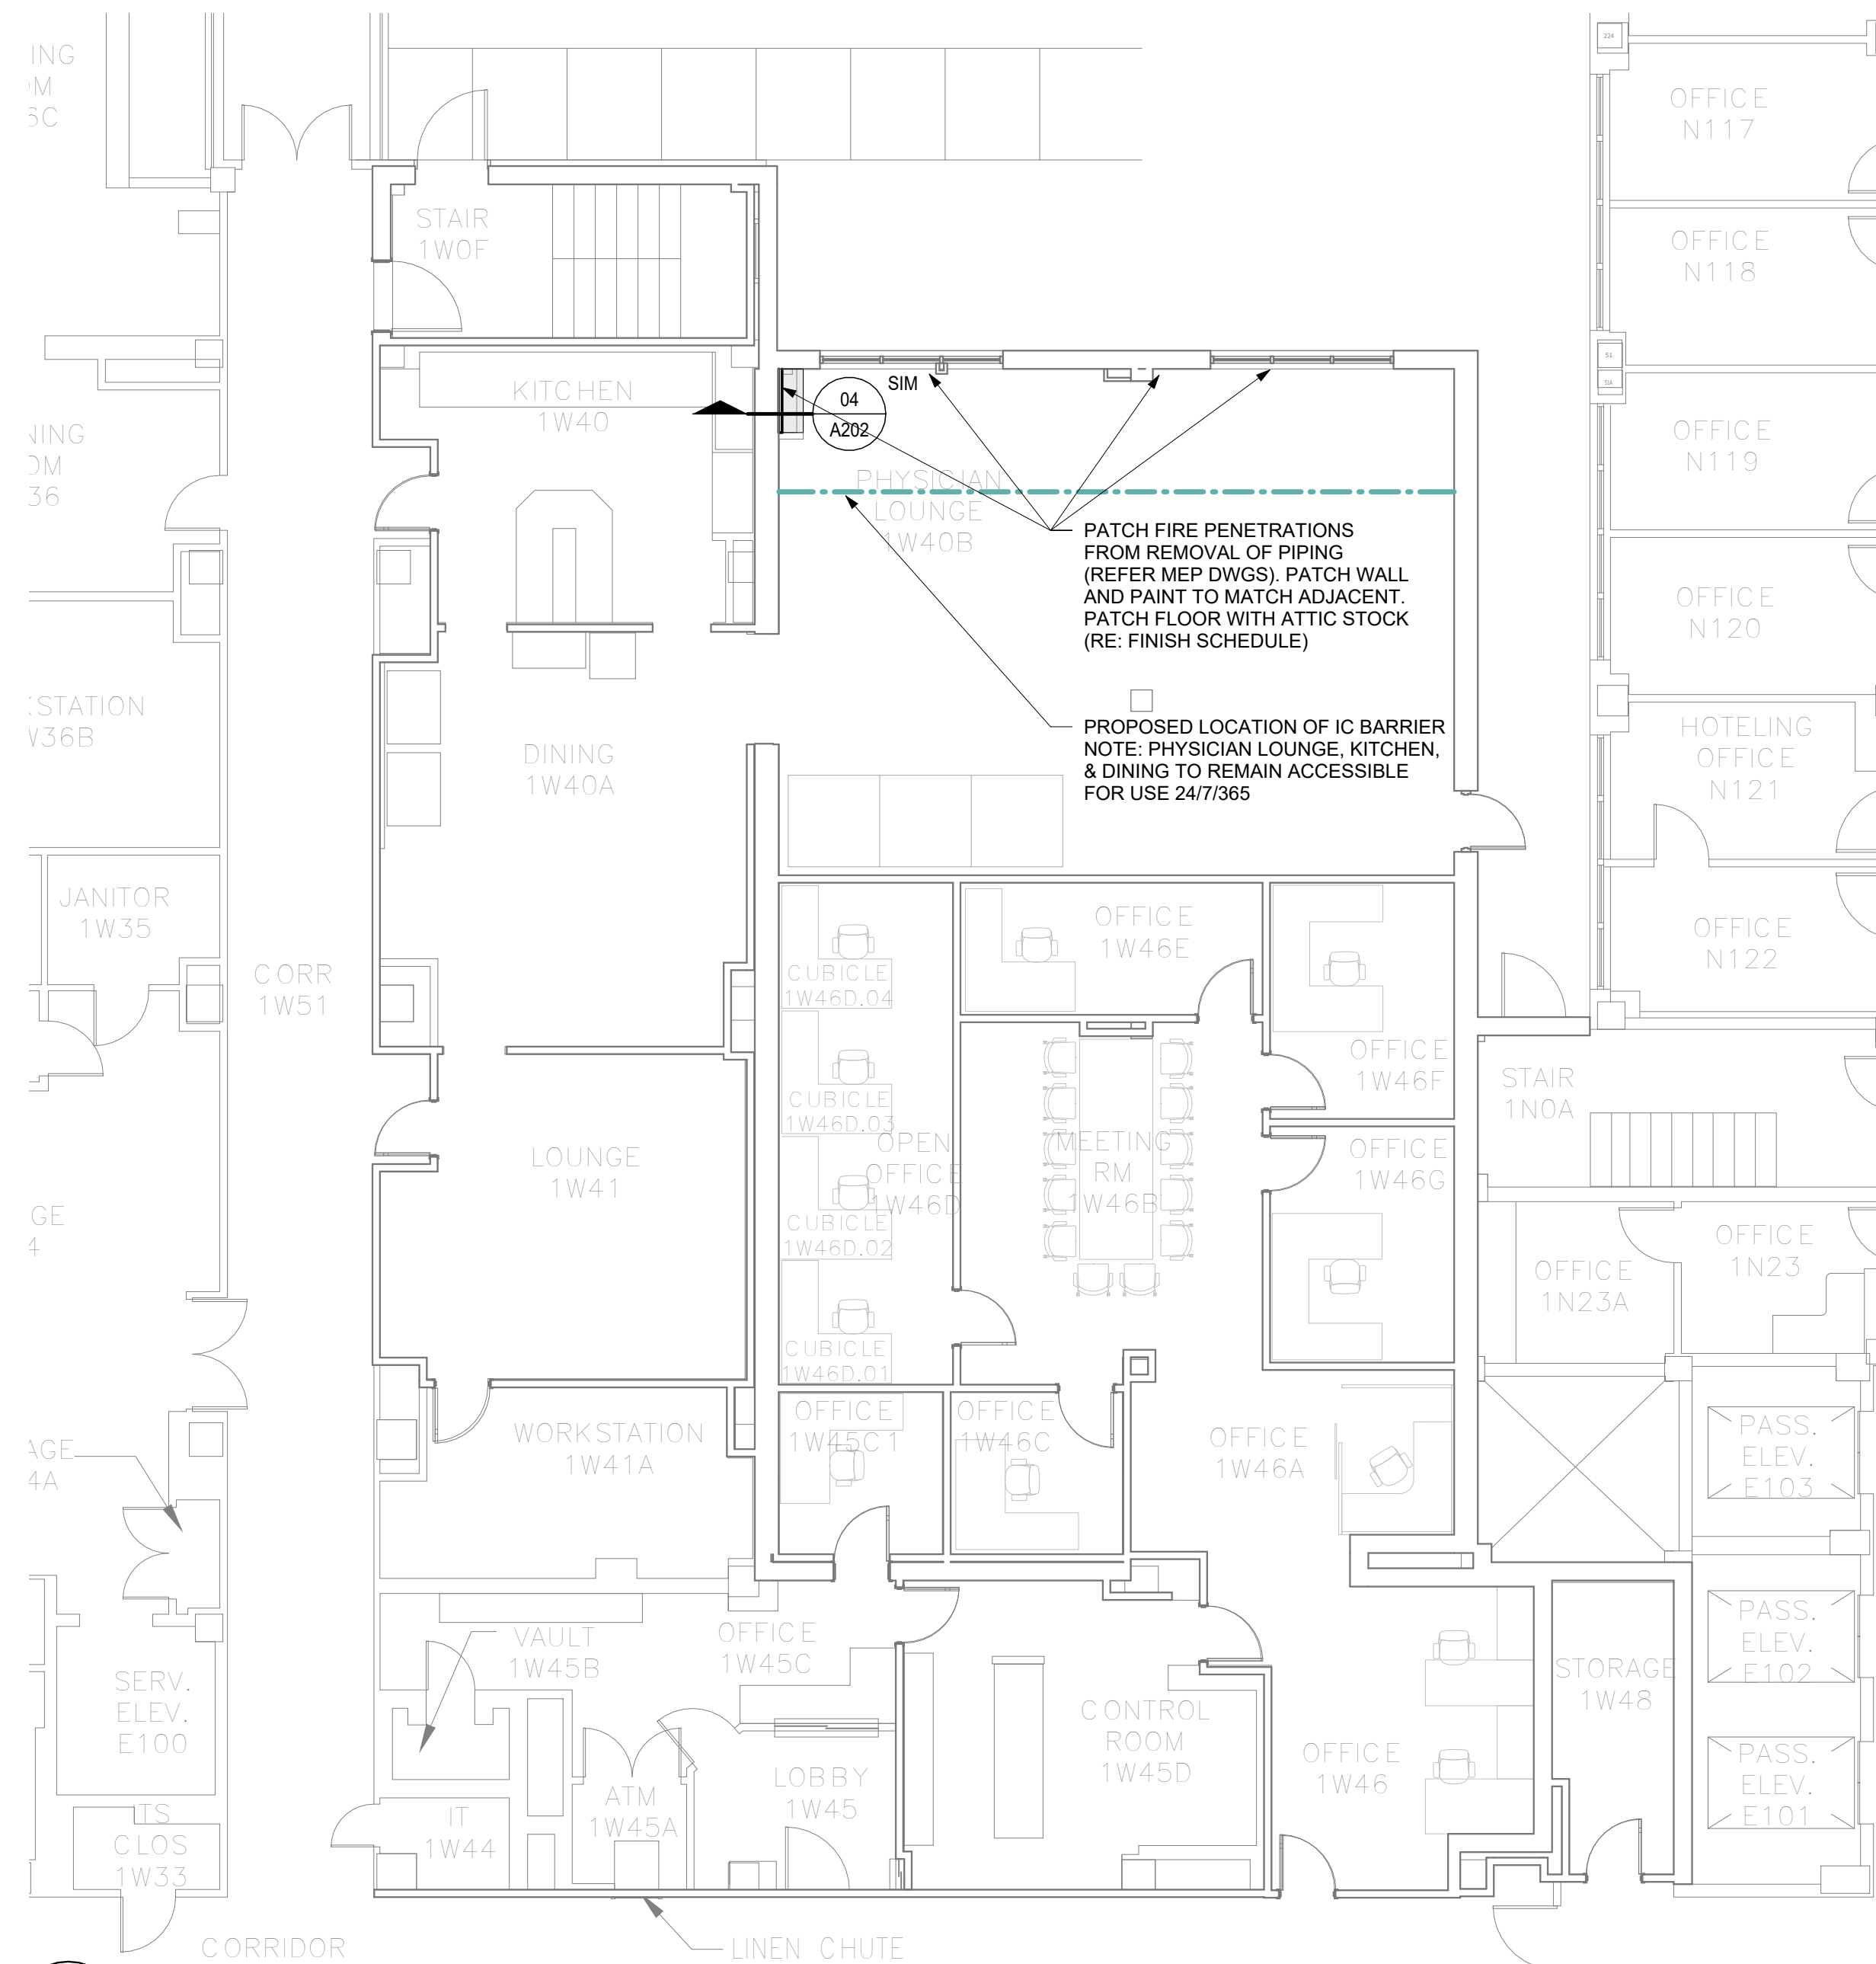 ING
OM
6C
OFFICE
N117
224
STAIR
1W0F
OFFICE
N118
51
51A
KITCHEN
1W40
SIM
04
A202
NING
OM
36
OFFICE
N119
PHYSICIAN
LOUNGE
1W40B
PATCH FIRE PENETRATIONS
FROM REMOVAL OF PIPING
(REFER MEP DWGS). PATCH WALL
AND PAINT TO MATCH ADJACENT.
PATCH FLOOR WITH ATTIC STOCK
(RE: FINISH SCHEDULE)
OFFICE
N120
STATION
W36B
DINING
1W40A
PROPOSED LOCATION OF IC BARRIER
NOTE: PHYSICIAN LOUNGE, KITCHEN,
& DINING TO REMAIN ACCESSIBLE
FOR USE 24/7/365
HOTELING
OFFICE
N121
JANITOR
1W35
CORR
1W51
OFFICE
1W46E
OFFICE
N122
CUBICLE
1W46D.04
CUBICLE
1W46D.03
OPEN
OFFICE
1W46D
CUBICLE
1W46D.02
CUBICLE
1W46D.01
MEETING
RM
1W46B
OFFICE
1W46F
OFFICE
1W46G
STAIR
1N0A
LOUNGE
1W41
GE
4
OFFICE
1N23A
OFFICE
1N23
WORKSTATION
1W41A
OFFICE
1W45C1
OFFICE
1W46C
OFFICE
1W46A
PASS.
ELEV.
E103
AGE
4A
VAULT
1W45B
OFFICE
1W45C
PASS.
ELEV.
E102
STORAGE
1W48
SERV.
ELEV.
E100
CONTROL
ROOM
1W45D
OFFICE
1W46
PASS.
ELEV.
E101
LOBBY
1W45
ATM
1W45A
IT
1W44
TS
CLOS
1W33
CORRIDOR
LINEN CHUTE